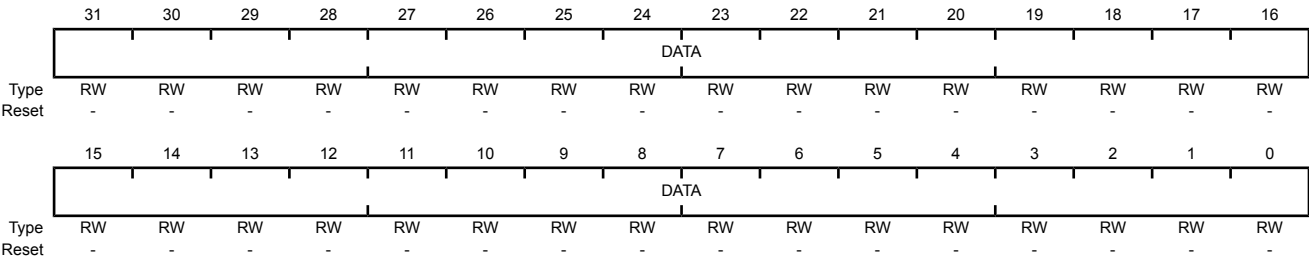 31 30 29 28 27 26 25 24 23 22 21 20 19 18 17 16
DATA
Type RW RW RW RW RW RW RW RW RW RW RW RW RW RW RW RW
Reset - - - - - - - - - - - - - - - -
15 14 13 12 11 10 9 8 7 6 5 4 3 2 1 0
DATA
Type RW RW RW RW RW RW RW RW RW RW RW RW RW RW RW RW
Reset - - - - - - - - - - - - - - - -